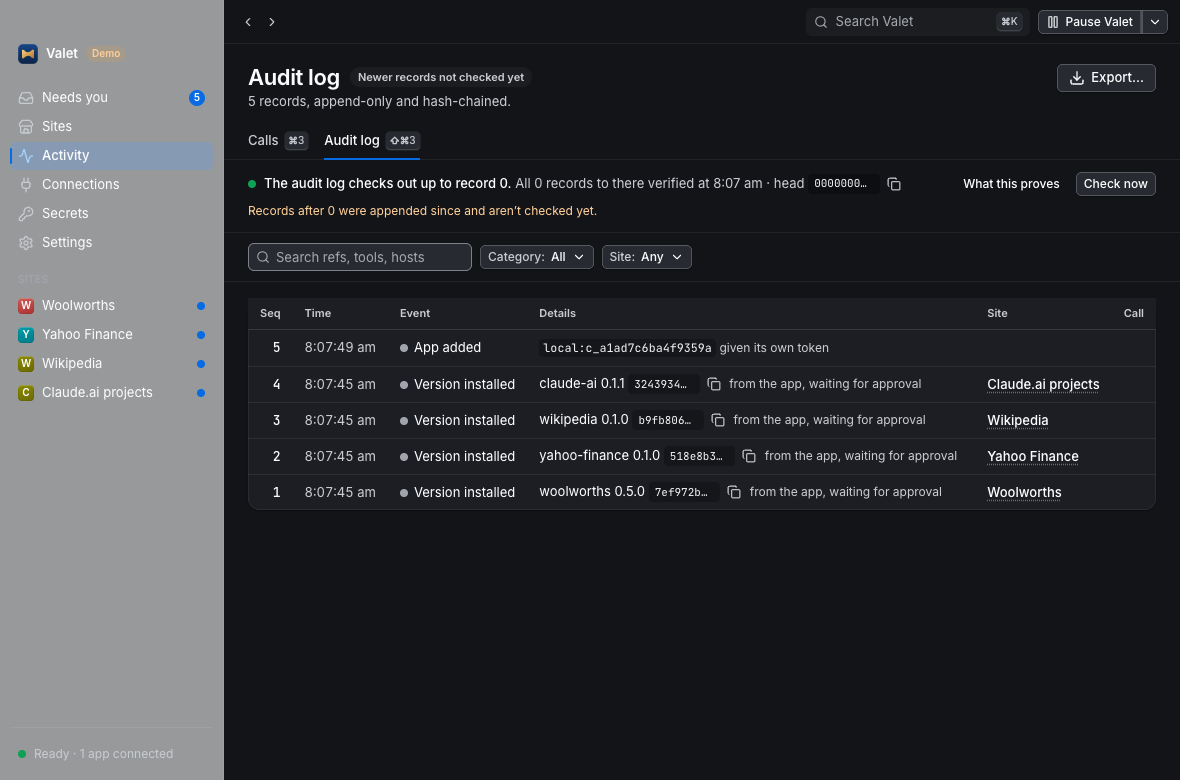 Search Valet ⌘K Pause Valet
Valet Demo
Needs you 5
Sites
Activity
Connections
Secrets
Settings
SITES
W Woolworths
Y Yahoo Finance
W Wikipedia
C Claude.ai projects
Ready · 1 app connected
Audit log Newer records not checked yet Export...
5 records, append-only and hash-chained.
Calls ⌘3 Audit log ⇧⌘3
The audit log checks out up to record 0. All 0 records to there verified at 8:07 am · head 0000000… What this proves Check now
Records after 0 were appended since and aren't checked yet.
Search refs, tools, hosts Category: All Site: Any
Seq Time Event Details Site Call
5 8:07:49 am App added local:c_a1ad7c6ba4f9359a given its own token
4 8:07:45 am Version installed claude-ai 0.1.1 3243934… from the app, waiting for approval Claude.ai projects
3 8:07:45 am Version installed wikipedia 0.1.0 b9fb806… from the app, waiting for approval Wikipedia
2 8:07:45 am Version installed yahoo-finance 0.1.0 518e8b3… from the app, waiting for approval Yahoo Finance
1 8:07:45 am Version installed woolworths 0.5.0 7ef972b… from the app, waiting for approval Woolworths